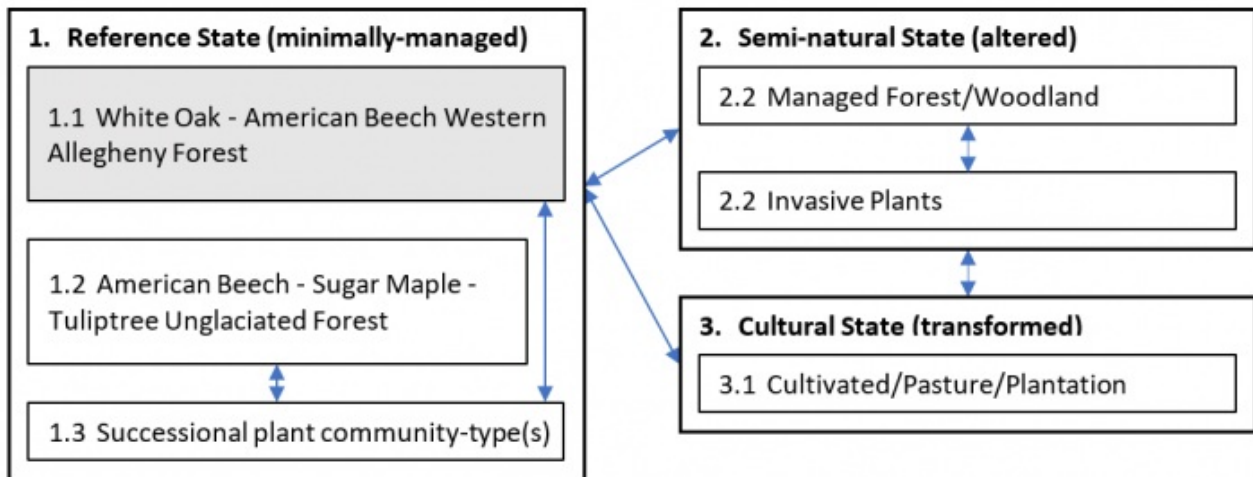 1. Reference State (minimally-managed)
1.1 White Oak - American Beech Western
Allegheny Forest
1.2 American Beech - Sugar Maple -
Tuliptree Unglaciated Forest
1.3 Successional plant community-type(s)
2. Semi-natural State (altered)
2.2 Managed Forest/Woodland
2.2 Invasive Plants
3. Cultural State (transformed)
3.1 Cultivated/Pasture/Plantation